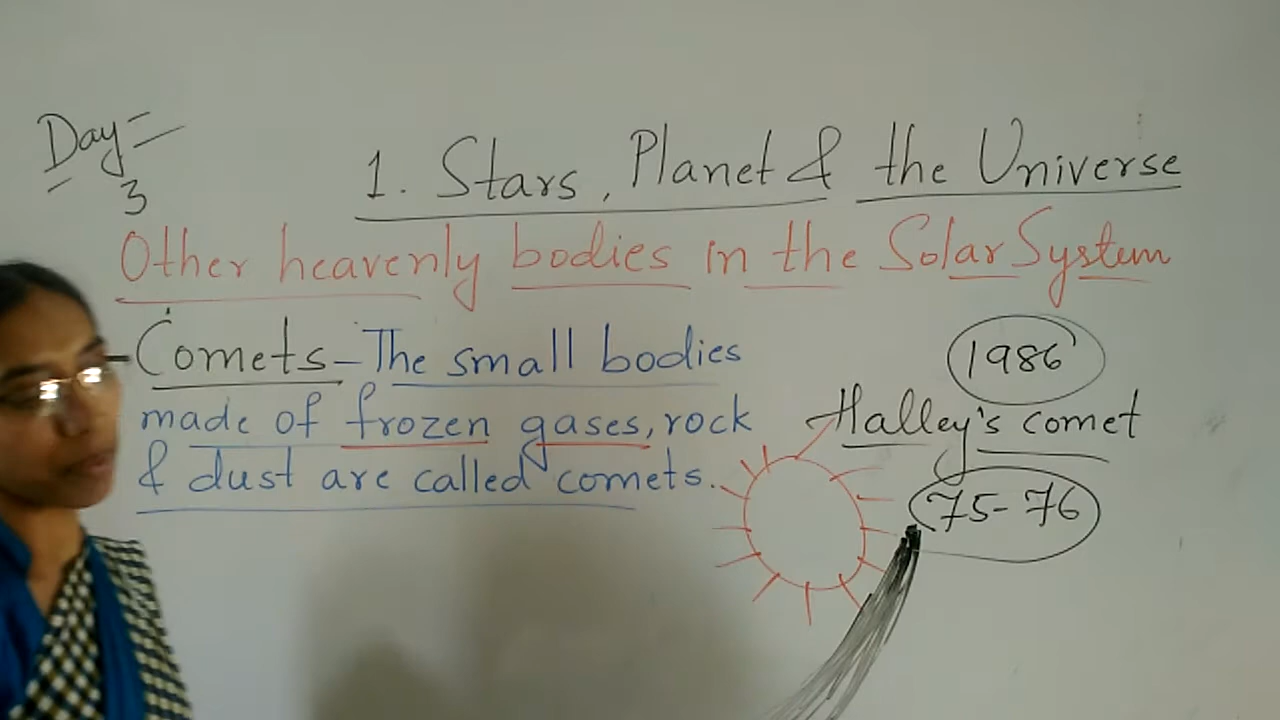 Day
3
1. Stars, Planet & the Universe
Other heavenly bodies in the Solar System
- Comets - The small bodies
made of frozen gases, rock
& dust are called comets.
1986
Halley's comet
75-76